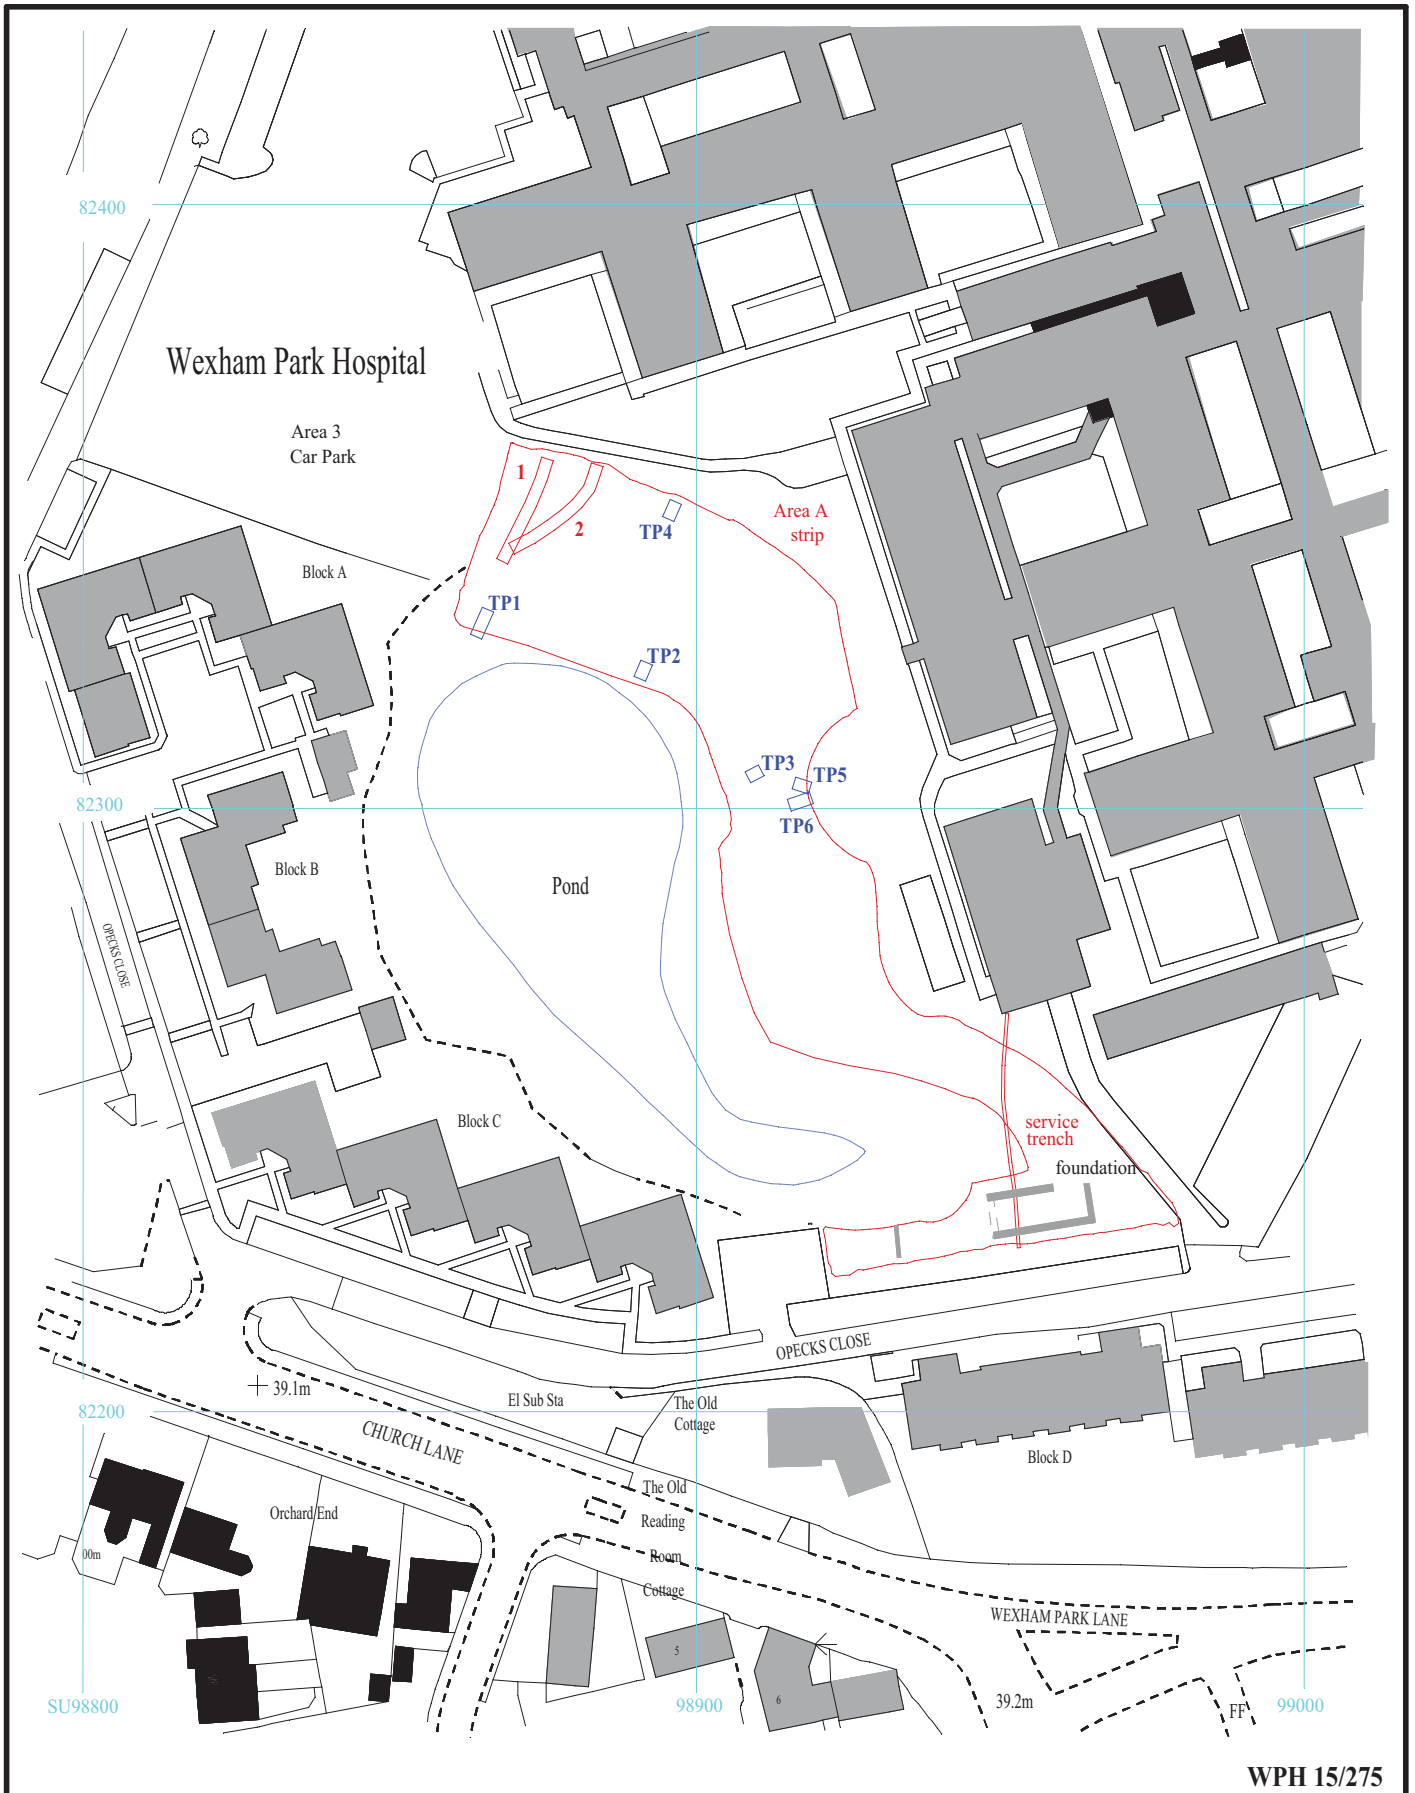 82400
Wexham Park Hospital
Area 3
Car Park
1
2
TP4
Area A
strip
Block A
TP1
TP2
TP3
TP5
82300
TP6
Block B
Pond
OPECKS CLOSE
Block C
service
trench
foundation
OPECKS CLOSE
39.1m
El Sub Sta
The Old
Cottage
82200
CHURCH LANE
Block D
The Old
Orchard End
Reading
00m
Room
Cottage
WEXHAM PARK LANE
5
6
39.2m
FF
SU98800
98900
99000
WPH 15/275